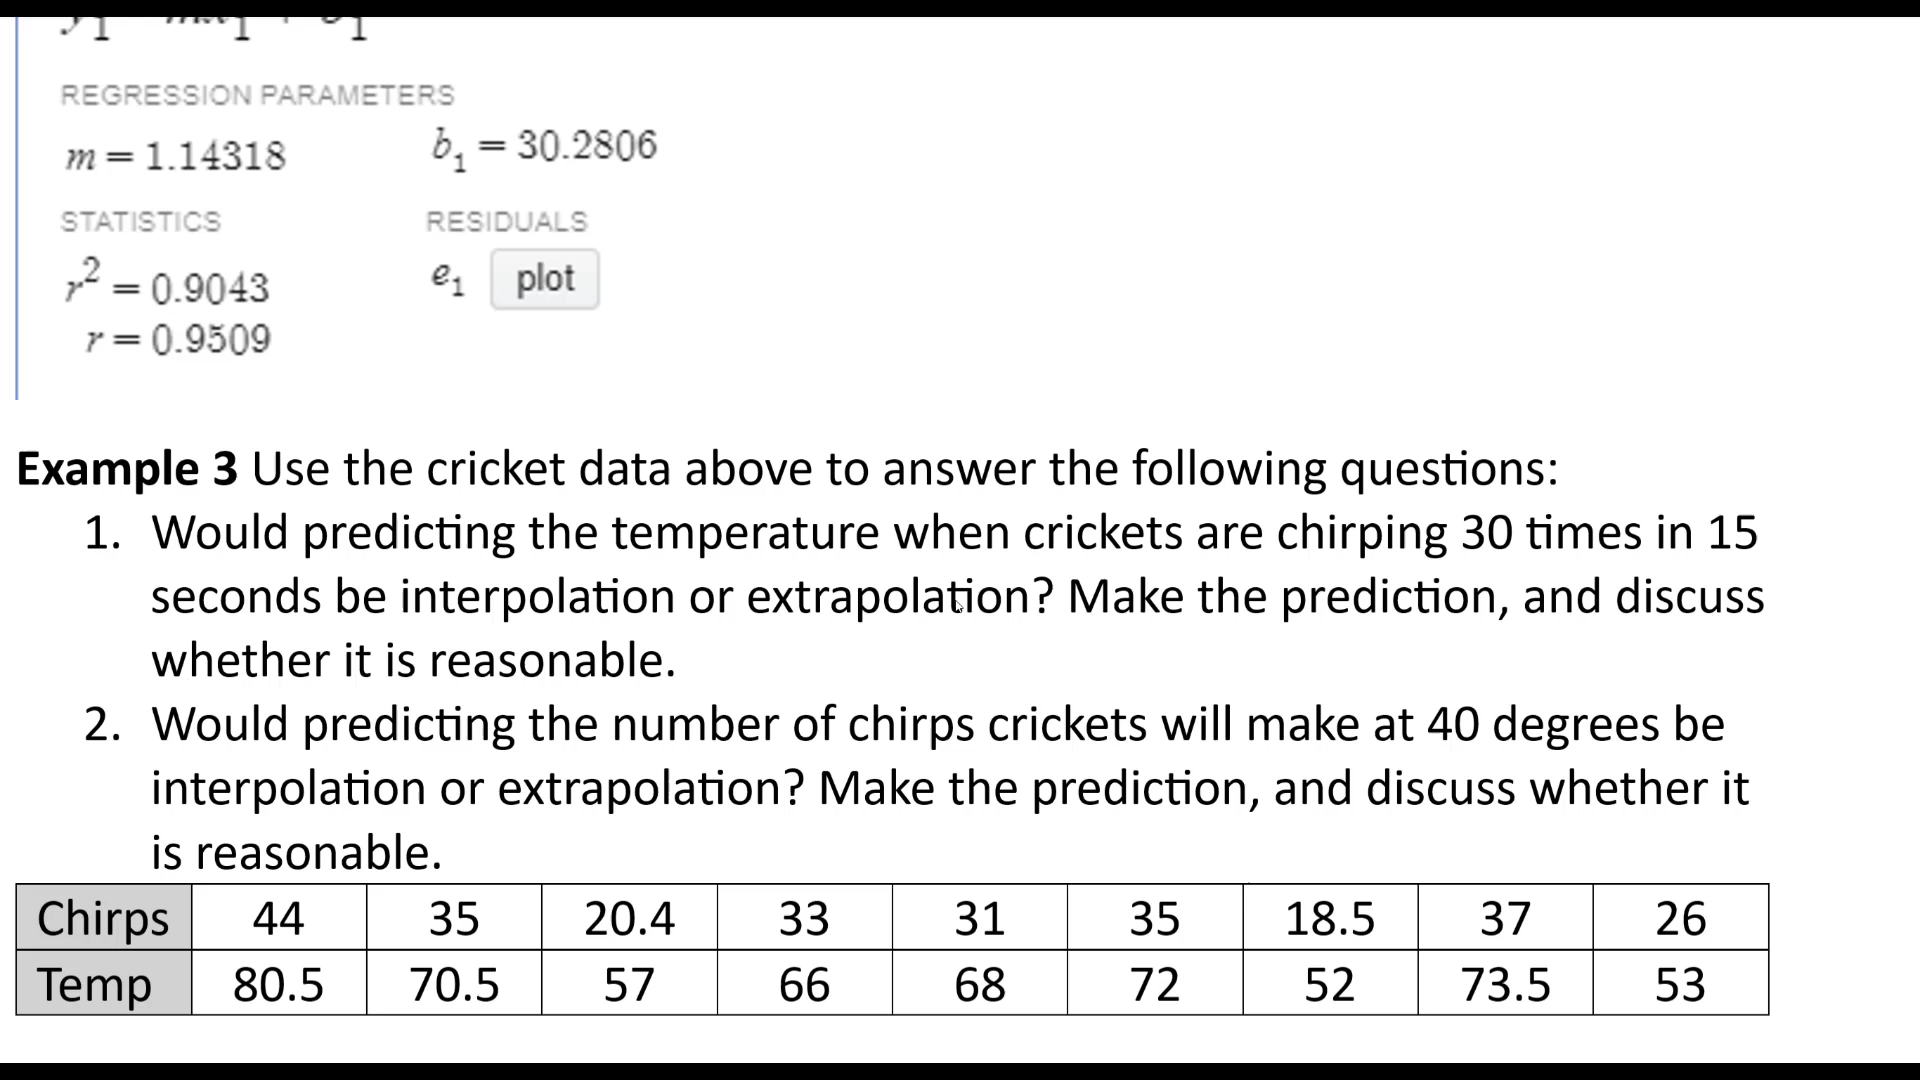 REGRESSION PARAMETERS
m = 1.14318 b₁ = 30.2806
STATISTICS RESIDUALS
r² = 0.9043 e₁ plot
r = 0.9509
Example 3 Use the cricket data above to answer the following questions:
1. Would predicting the temperature when crickets are chirping 30 times in 15
seconds be interpolation or extrapolation? Make the prediction, and discuss
whether it is reasonable.
2. Would predicting the number of chirps crickets will make at 40 degrees be
interpolation or extrapolation? Make the prediction, and discuss whether it
is reasonable.
Chirps 44 35 20.4 33 31 35 18.5 37 26
Temp 80.5 70.5 57 66 68 72 52 73.5 53